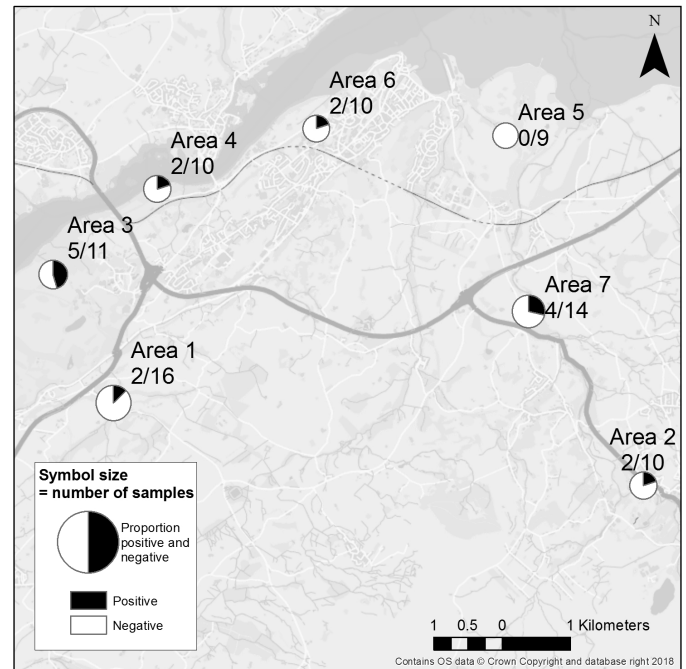 N
Area 6
2/10
Area 5
0/9
Area 4
2/10
Area 3
5/11
Area 7
4/14
Area 1
2/16
Area 2
2/10
Symbol size
= number of samples
Proportion
positive and
negative
Positive
Negative
1 0.5 0 1 Kilometers
Contains OS data © Crown Copyright and database right 2018